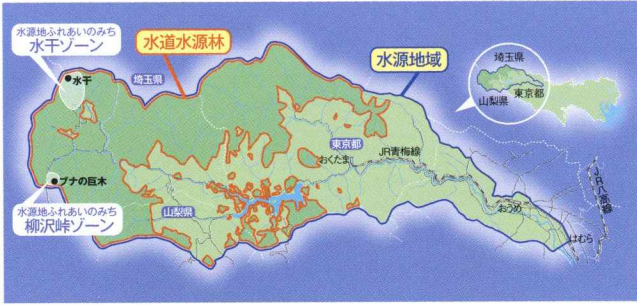 水源地ふれあいのみち
水干ゾーン
水道水源林
水源地域
埼玉県
山梨県
東京都
水干
埼玉県
東京都
おくたま
JR青梅線
ブナの巨木
水源地ふれあいのみち
柳沢峠ゾーン
山梨県
おうめ
はむら
JR八高線